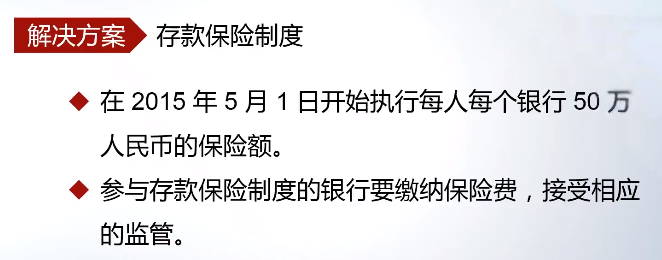 解决方案 存款保险制度
◆ 在 2015 年 5 月 1 日开始执行每人每个银行 50 万
人民币的保险额。
◆ 参与存款保险制度的银行要缴纳保险费，接受相应
的监管。